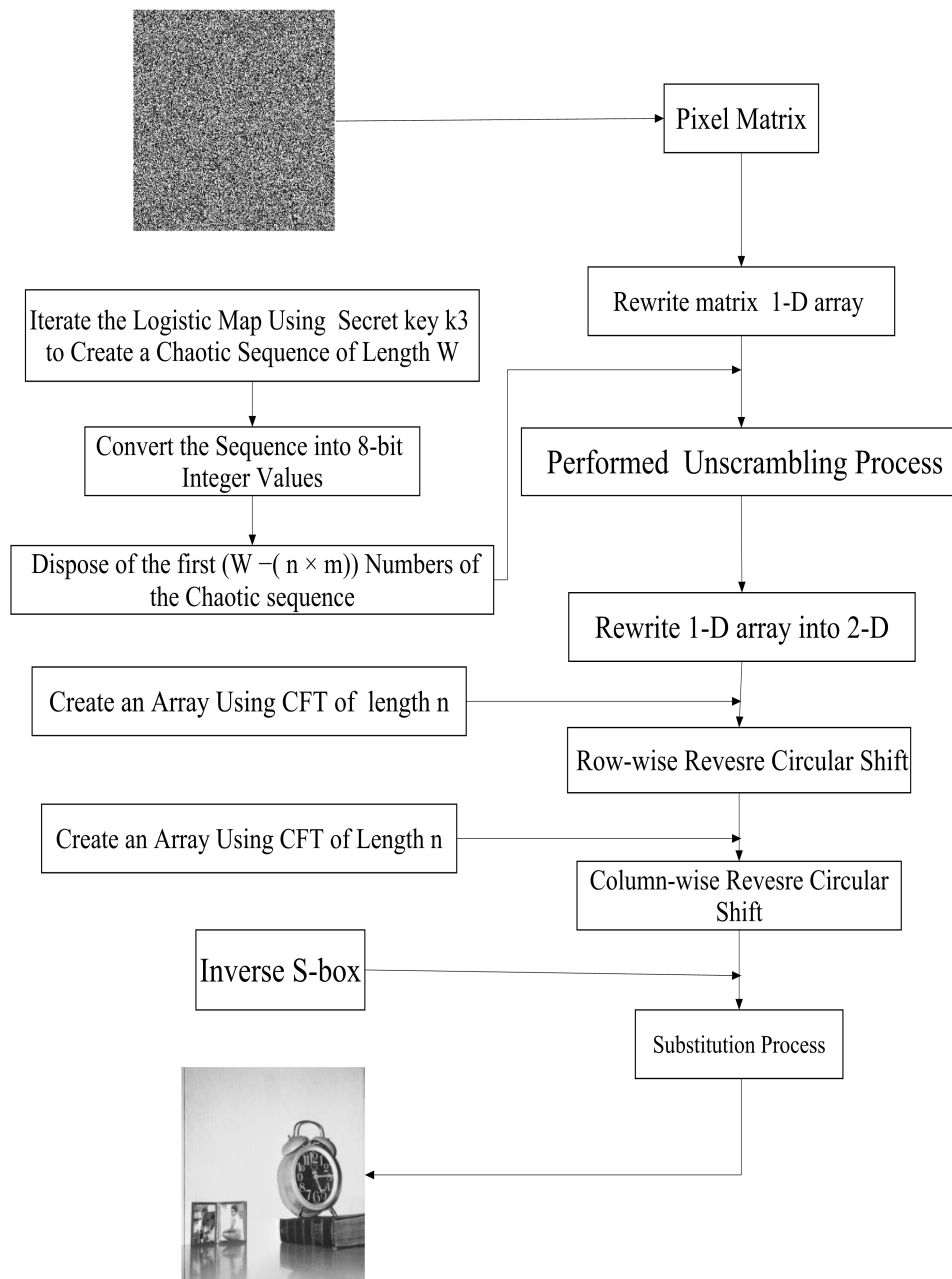 Pixel Matrix
Rewrite matrix 1-D array
Iterate the Logistic Map Using Secret key k3
to Create a Chaotic Sequence of Length W
Convert the Sequence into 8-bit
Integer Values
Performed Unscrambling Process
Dispose of the first (W −( n × m)) Numbers of
the Chaotic sequence
Rewrite 1-D array into 2-D
Create an Array Using CFT of length n
Row-wise Revesre Circular Shift
Create an Array Using CFT of Length n
Column-wise Revesre Circular
Shift
Inverse S-box
Substitution Process